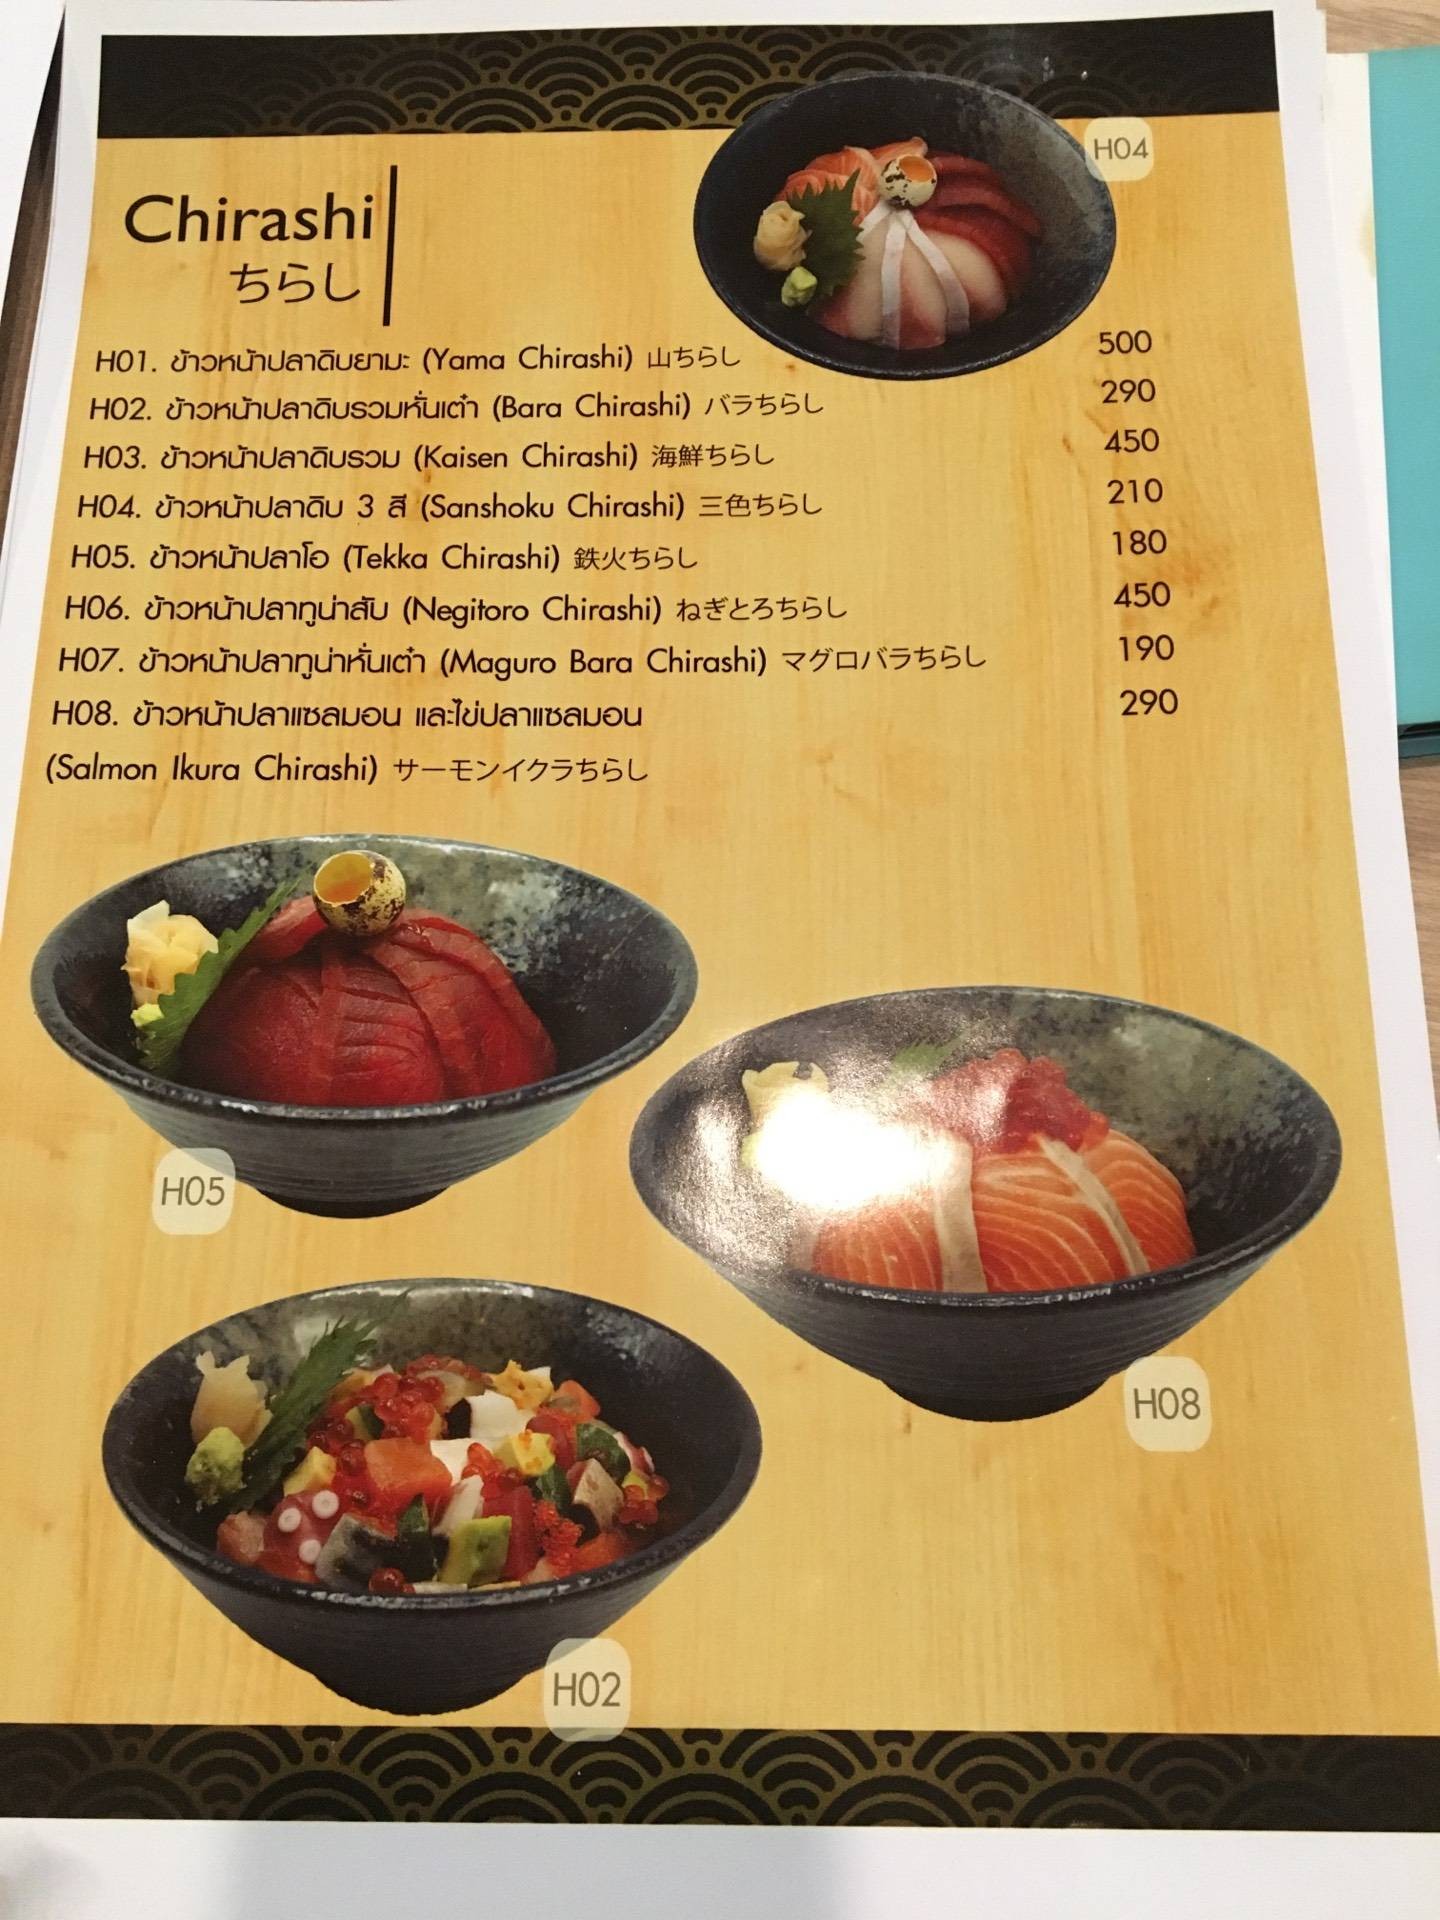 H04
Chirashi
ちらし
H01. ข้าวหน้าปลาดิบยามะ (Yama Chirashi) 山ちらし 500
H02. ข้าวหน้าปลาดิบรวมหั่นเต๋า (Bara Chirashi) バラちらし 290
H03. ข้าวหน้าปลาดิบรวม (Kaisen Chirashi) 海鮮ちらし 450
H04. ข้าวหน้าปลาดิบ 3 สี (Sanshoku Chirashi) 三色ちらし 210
H05. ข้าวหน้าปลาโอ (Tekka Chirashi) 鉄火ちらし 180
H06. ข้าวหน้าปลาทูน่าสับ (Negitoro Chirashi) ねぎとろちらし 450
H07. ข้าวหน้าปลาทูน่าหั่นเต๋า (Maguro Bara Chirashi) マグロバラちらし 190
H08. ข้าวหน้าปลาแซลมอน และไข่ปลาแซลมอน 290
(Salmon Ikura Chirashi) サーモンイクラちらし
H05
H08
H02